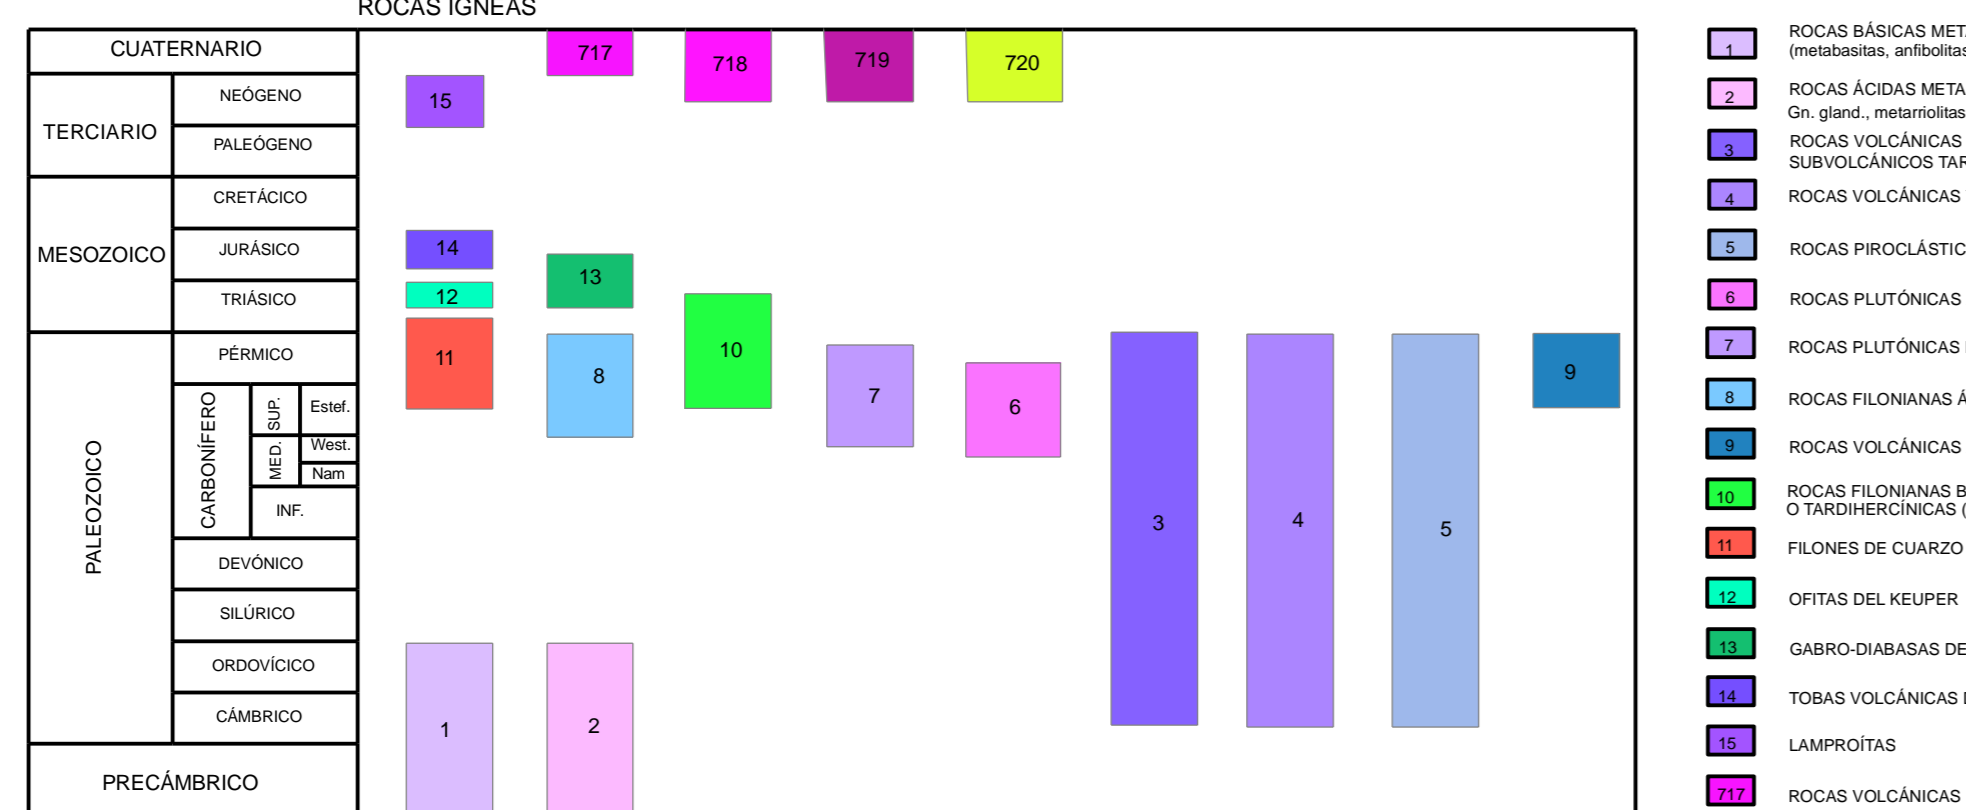 ROCAS ÍGNEAS
CUATERNARIO
TERCIARIO
NEÓGENO
PALEÓGENO
MESOZOICO
CRETÁCICO
JURÁSICO
TRIÁSICO
PALEOZOICO
PÉRMICO
CARBONÍFERO
SUP.
Estef.
MED.
West.
Nam
INF.
DEVÓNICO
SILÚRICO
ORDOVÍCICO
CÁMBRICO
PRECÁMBRICO
717
718
719
720
15
14
13
12
11
8
10
7
6
3
4
5
9
1
2
1
ROCAS BÁSICAS META
(metabasitas, anfibolitas
2
ROCAS ÁCIDAS META
Gn. gland., metarriolitas
3
ROCAS VOLCÁNICAS
SUBVOLCÁNICOS TAR
4
ROCAS VOLCÁNICAS
5
ROCAS PIROCLÁSTIC
6
ROCAS PLUTÓNICAS
7
ROCAS PLUTÓNICAS
8
ROCAS FILONIANAS Á
9
ROCAS VOLCÁNICAS
10
ROCAS FILONIANAS B
O TARDIHERCÍNICAS (
11
FILONES DE CUARZO
12
OFITAS DEL KEUPER
13
GABRO-DIABASAS DE
14
TOBAS VOLCÁNICAS
15
LAMPROÍTAS
717
ROCAS VOLCÁNICAS